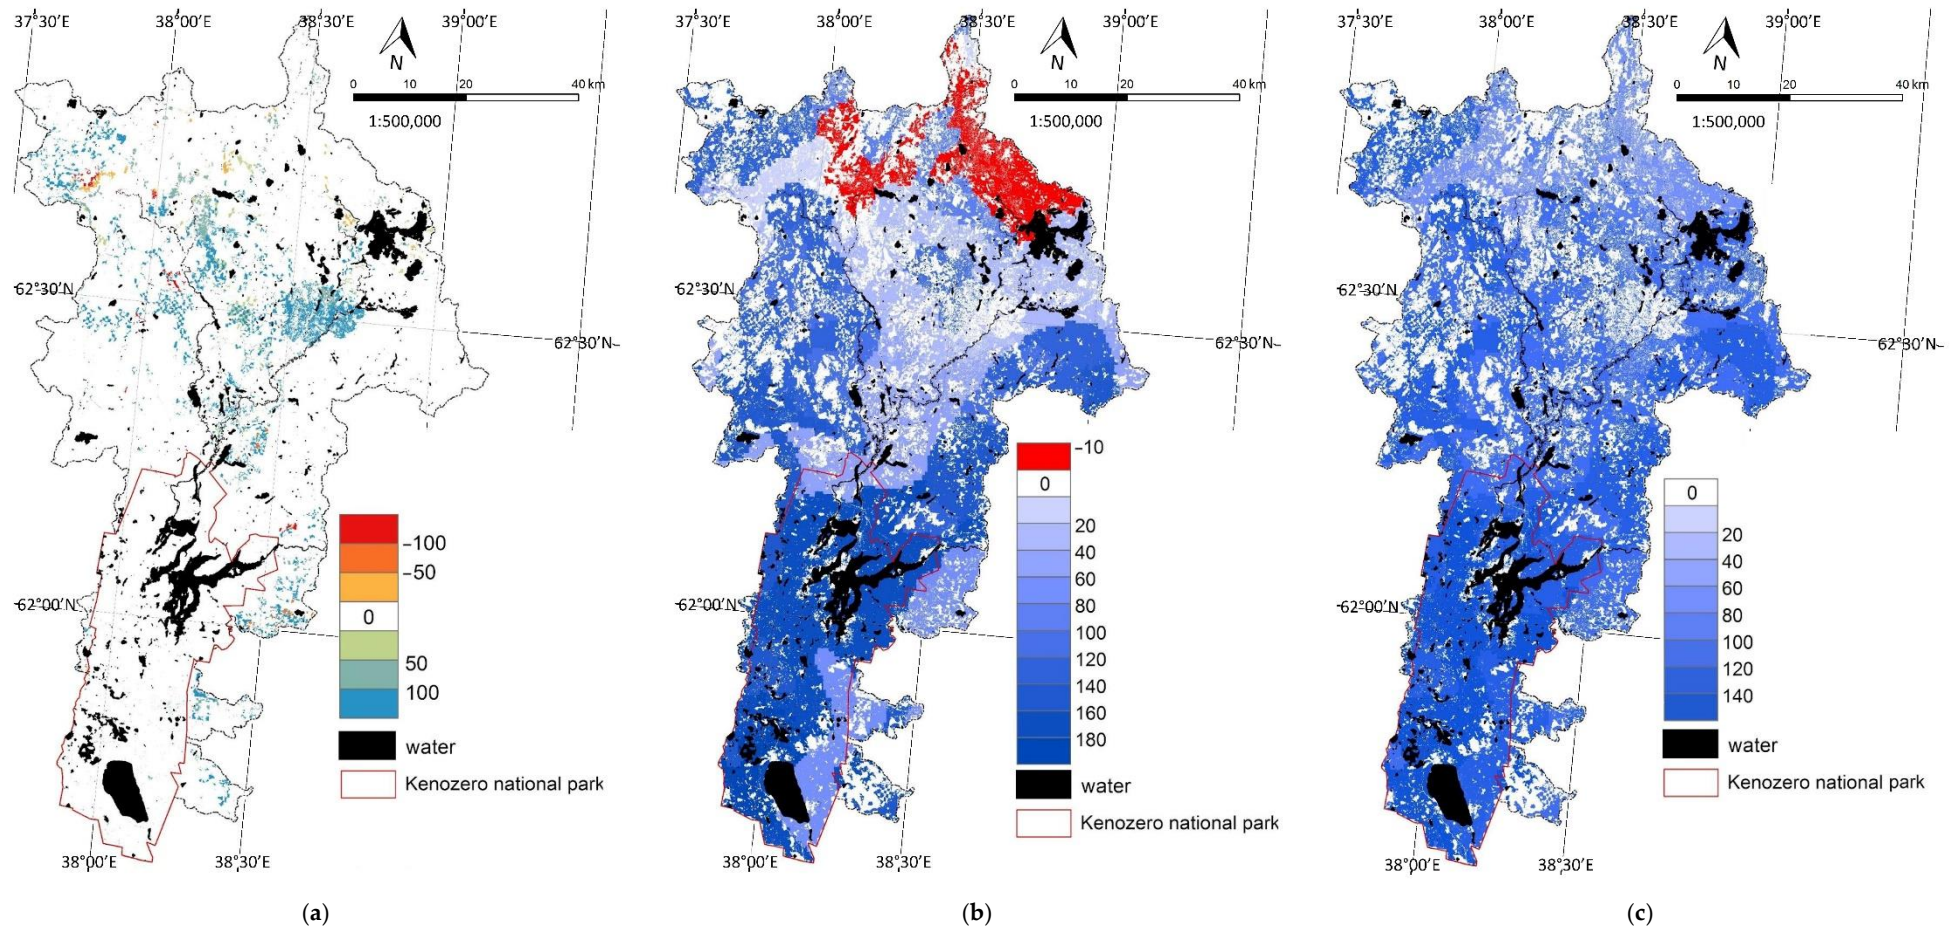 37°30′E 38°00′E 38°30′E 39°00′E
N
0 10 20 40 km
1:500,000
62°30′N
62°30′N
62°00′N
−100
−50
0
50
100
water
Kenozero national park
38°00′E 38°30′E
(a)
37°30′E 38°00′E 38°30′E 39°00′E
N
0 10 20 40 km
1:500,000
62°30′N
62°30′N
62°00′N
−10
0
20
40
60
80
100
120
140
160
180
water
Kenozero national park
38°00′E 38°30′E
(b)
37°30′E 38°00′E 38°30′E 39°00′E
N
0 10 20 40 km
1:500,000
62°30′N
62°30′N
62°00′N
0
20
40
60
80
100
120
140
water
Kenozero national park
38°00′E 38°30′E
(c)